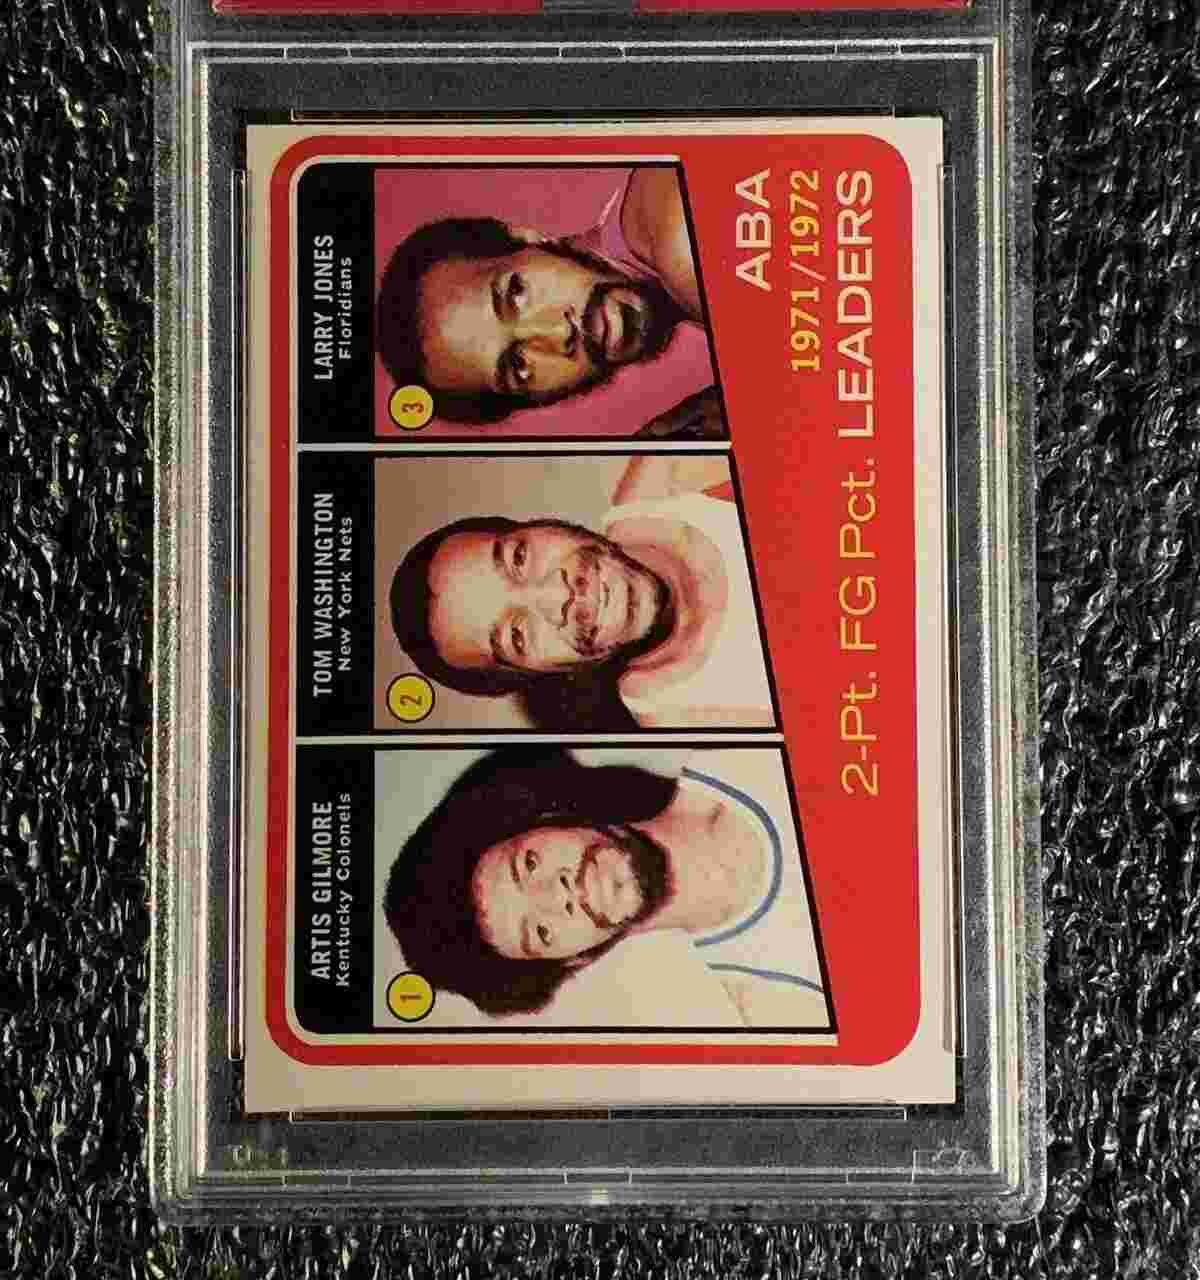 ABA
1971/1972
2-Pt. FG Pct. LEADERS
1
2
3
ARTIS GILMORE
Kentucky Colonels
TOM WASHINGTON
New York Nets
LARRY JONES
Floridians